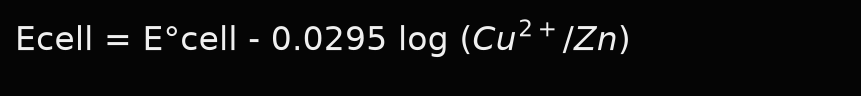 Ecell = E°cell - 0.0295 log (Cu²⁺/Zn)